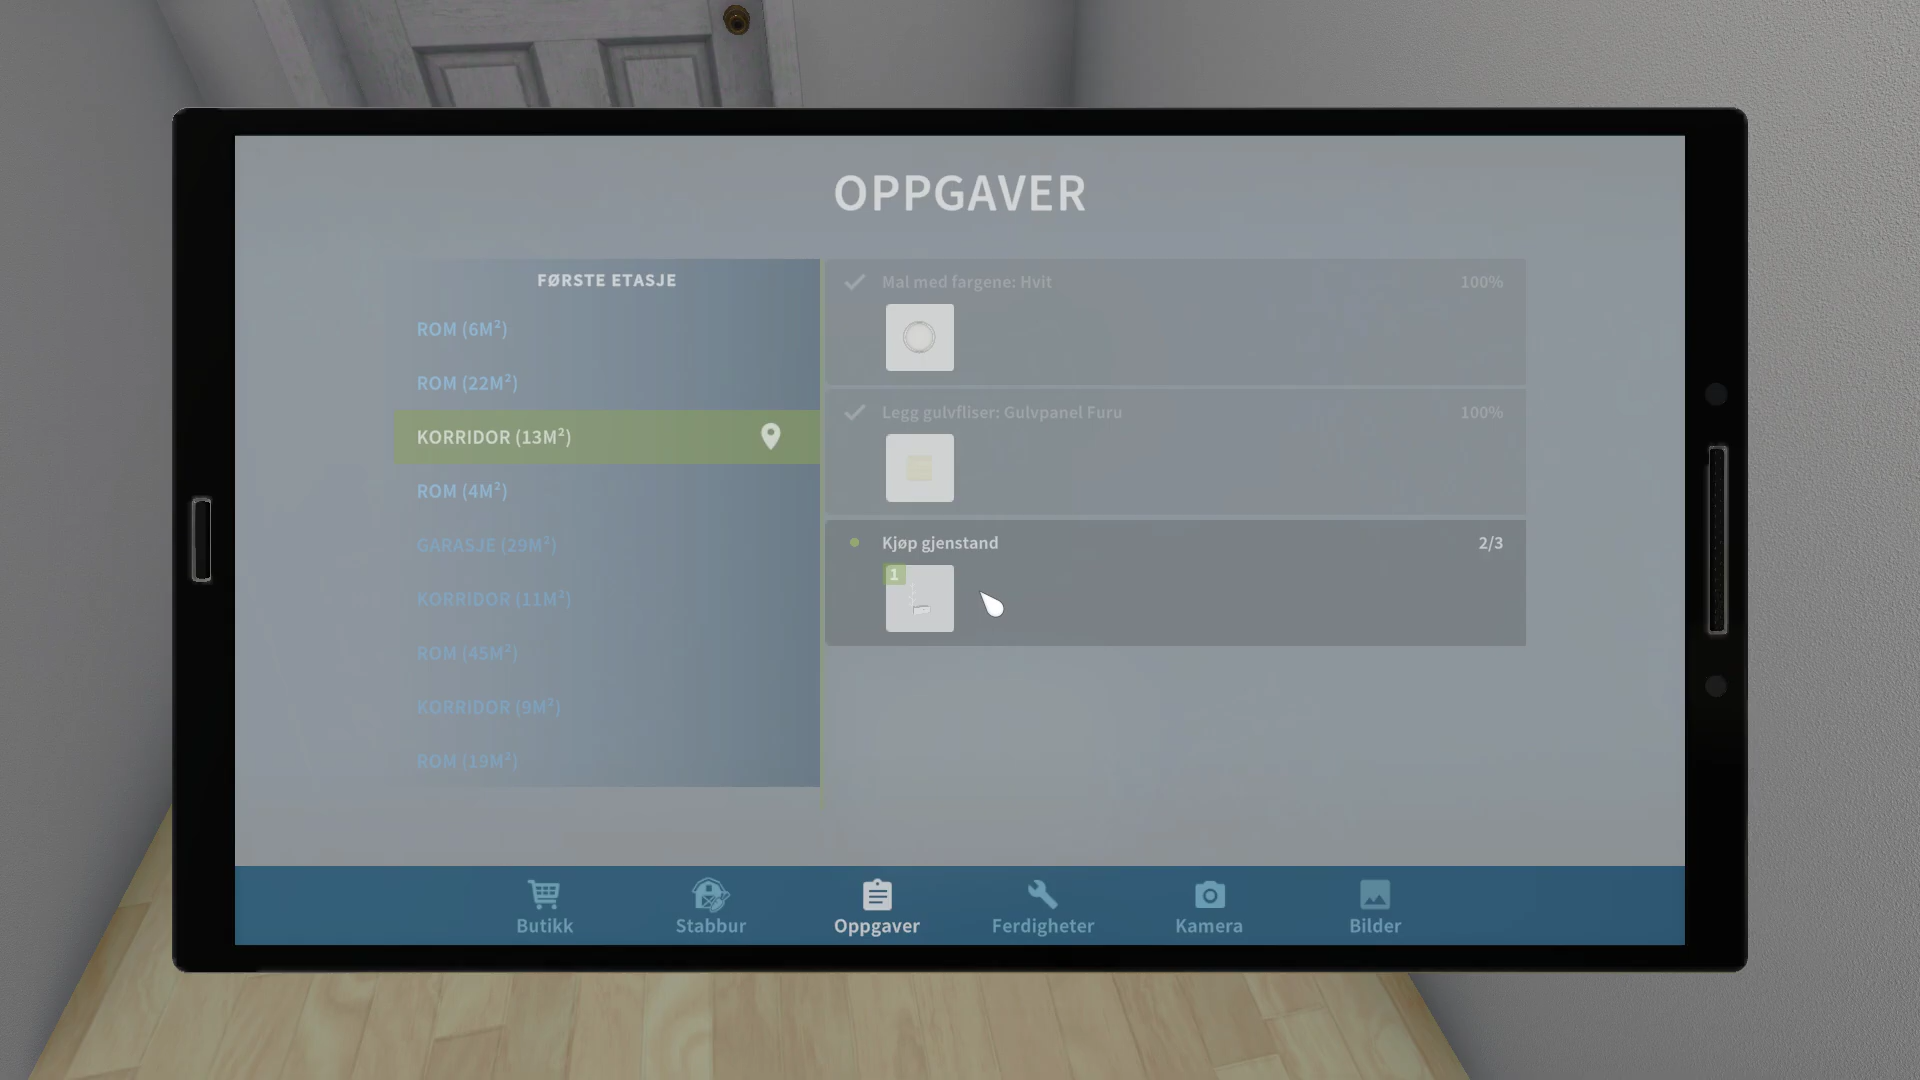 OPPGAVER
FØRSTE ETASJE
ROM (6M²)
ROM (22M²)
KORRIDOR (13M²)
ROM (4M²)
GARASJE (29M²)
KORRIDOR (11M²)
ROM (45M²)
KORRIDOR (9M²)
ROM (19M²)
Mal med fargene: Hvit 100%
Legg gulvfliser: Gulvpanel Furu 100%
Kjøp gjenstand 2/3
1
Butikk Stabbur Oppgaver Ferdigheter Kamera Bilder